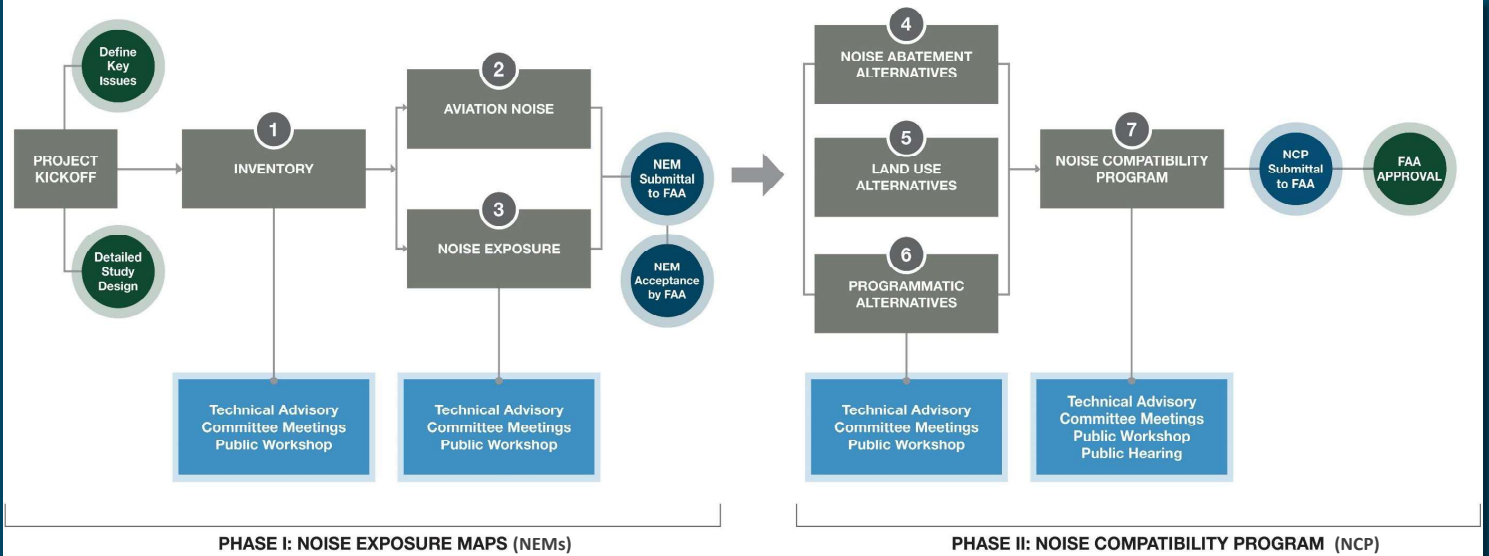 Define
Key
Issues
PROJECT
KICKOFF
Detailed
Study
Design
1
INVENTORY
2
AVIATION NOISE
3
NOISE EXPOSURE
NEM
Submittal
to FAA
NEM
Acceptance
by FAA
Technical Advisory
Committee Meetings
Public Workshop
Technical Advisory
Committee Meetings
Public Workshop
PHASE I: NOISE EXPOSURE MAPS (NEMs)
4
NOISE ABATEMENT
ALTERNATIVES
5
LAND USE
ALTERNATIVES
6
PROGRAMMATIC
ALTERNATIVES
7
NOISE COMPATIBILITY
PROGRAM
NCP
Submittal
to FAA
FAA
APPROVAL
Technical Advisory
Committee Meetings
Public Workshop
Technical Advisory
Committee Meetings
Public Workshop
Public Hearing
PHASE II: NOISE COMPATIBILITY PROGRAM (NCP)